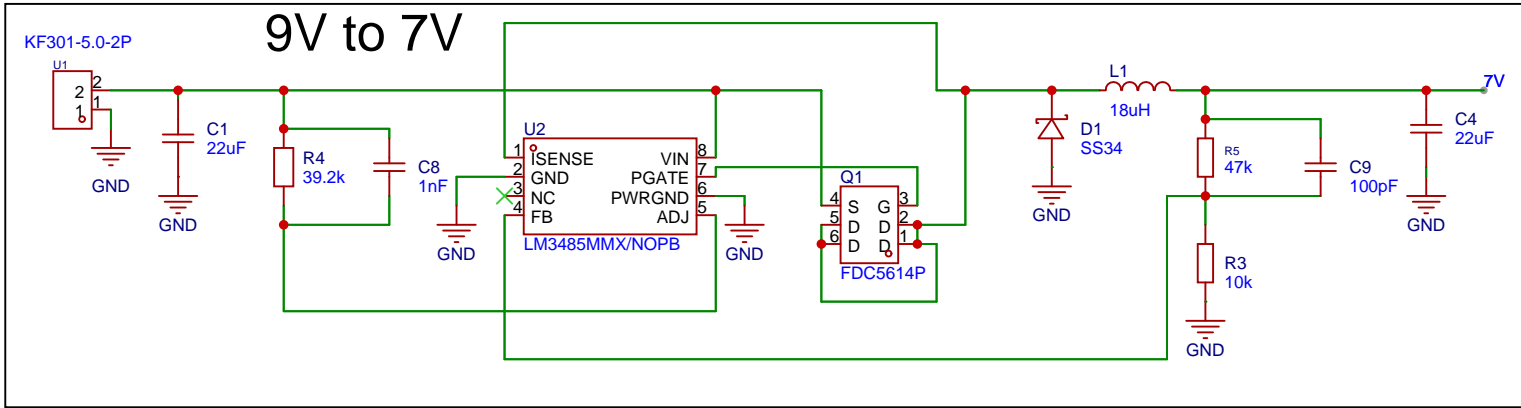 9V to 7V
KF301-5.0-2P
U1
2
2
1
1
GND
C1
22uF
GND
R4
39.2k
C8
1nF
U2
1
ISENSE
VIN
8
2
GND
PGATE
7
3
NC
PWRGND
6
4
FB
ADJ
5
LM3485MMX/NOPB
GND
GND
Q1
4
S
G
3
5
D
D
2
6
D
D
1
FDC5614P
D1
SS34
GND
L1
18uH
7V
R5
47k
C9
100pF
R3
10k
GND
C4
22uF
GND